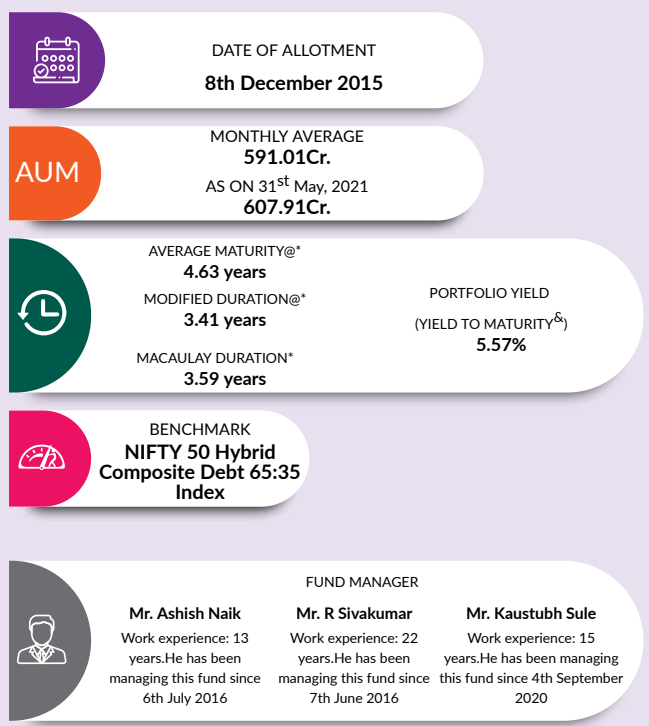 DATE OF ALLOTMENT
8th December 2015
AUM
MONTHLY AVERAGE
591.01Cr.
AS ON 31st May, 2021
607.91Cr.
AVERAGE MATURITY@*
4.63 years
MODIFIED DURATION@*
3.41 years
MACAULAY DURATION*
3.59 years
PORTFOLIO YIELD
(YIELD TO MATURITY&)
5.57%
BENCHMARK
NIFTY 50 Hybrid
Composite Debt 65:35
Index
FUND MANAGER
Mr. Ashish Naik
Work experience: 13
years.He has been
managing this fund since
6th July 2016
Mr. R Sivakumar
Work experience: 22
years.He has been
managing this fund since
7th June 2016
Mr. Kaustubh Sule
Work experience: 15
years.He has been managing
this fund since 4th September
2020